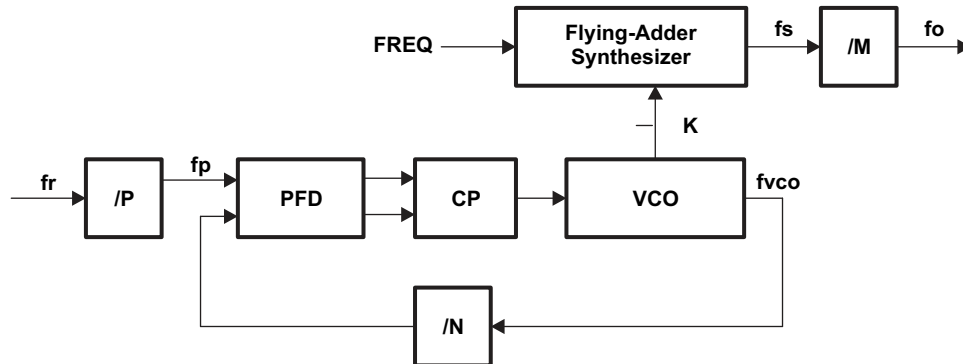 FREQ
Flying-Adder
Synthesizer
fs
/M
fo
K
fr
/P
fp
PFD
CP
VCO
fvco
/N